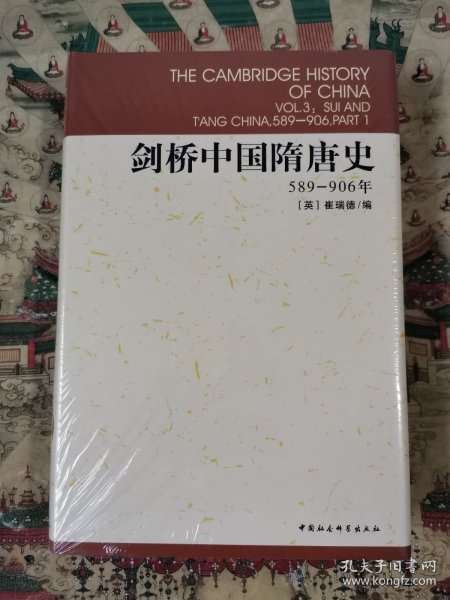 THE CAMBRIDGE HISTORY
OF CHINA
VOL.3: SUI AND
TANG CHINA,589—906,PART 1
剑桥中国隋唐史
589-906年
[英]崔瑞德/编
中国社会科学出版社
孔夫子旧书网
www.kongfz.com